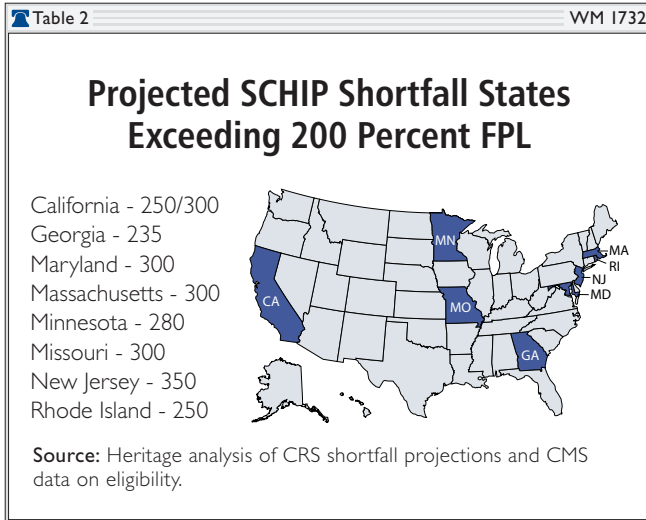 Table 2
WM 1732
Projected SCHIP Shortfall States
Exceeding 200 Percent FPL
California - 250/300
Georgia - 235
Maryland - 300
Massachusetts - 300
Minnesota - 280
Missouri - 300
New Jersey - 350
Rhode Island - 250
MN
MA
RI
NJ
MD
CA
MO
GA
Source: Heritage analysis of CRS shortfall projections and CMS
data on eligibility.